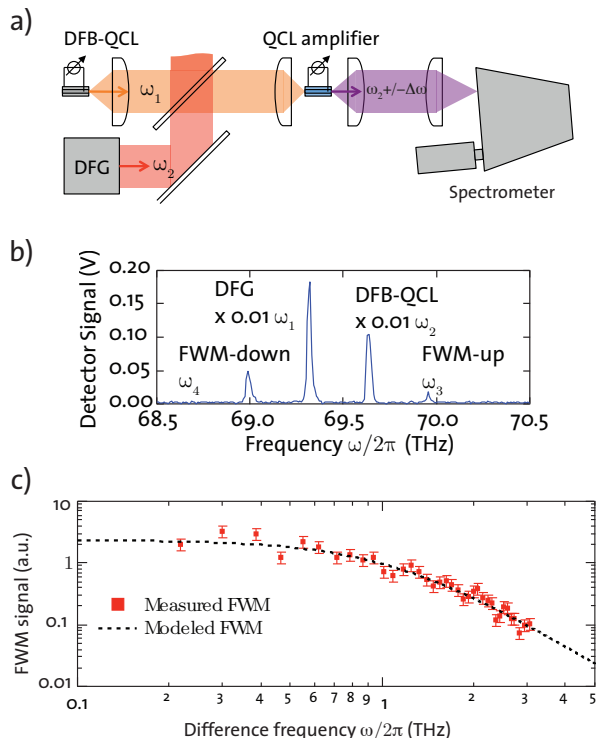 a)
DFB-QCL
QCL amplifier
ω₁
ω₂+/-Δω
DFG
ω₂
Spectrometer
b)
Detector Signal (V)
0.20
0.15
0.10
0.05
0.00
DFG
x 0.01 ω₁
DFB-QCL
x 0.01 ω₂
FWM-down
FWM-up
ω₄
ω₃
68.5 69.0 69.5 70.0 70.5
Frequency ω/2π (THz)
c)
FWM signal (a.u.)
10
1
0.1
0.01
Measured FWM
Modeled FWM
0.1 2 3 4 5 6 7 8 9 1 2 3 4 5
Difference frequency ω/2π (THz)